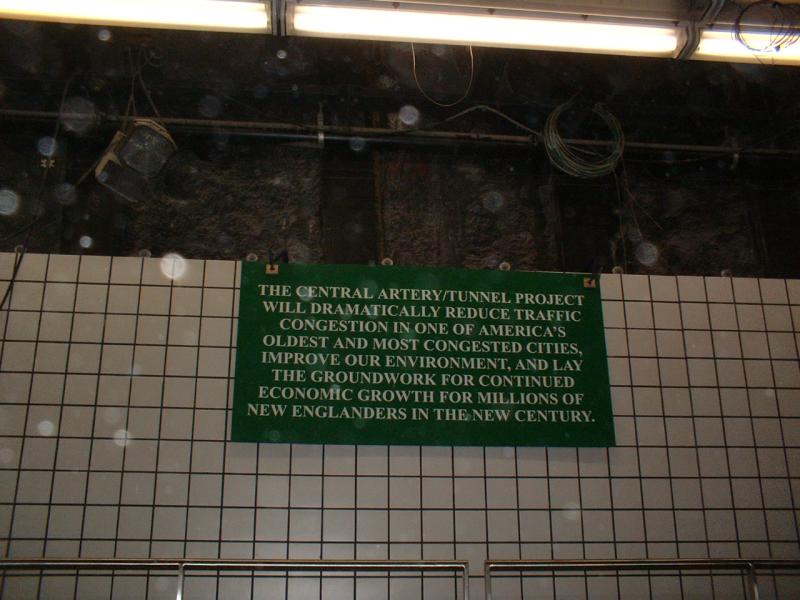 THE CENTRAL ARTERY/TUNNEL PROJECT
WILL DRAMATICALLY REDUCE TRAFFIC
CONGESTION IN ONE OF AMERICA'S
OLDEST AND MOST CONGESTED CITIES,
IMPROVE OUR ENVIRONMENT, AND LAY
THE GROUNDWORK FOR CONTINUED
ECONOMIC GROWTH FOR MILLIONS OF
NEW ENGLANDERS IN THE NEW CENTURY.